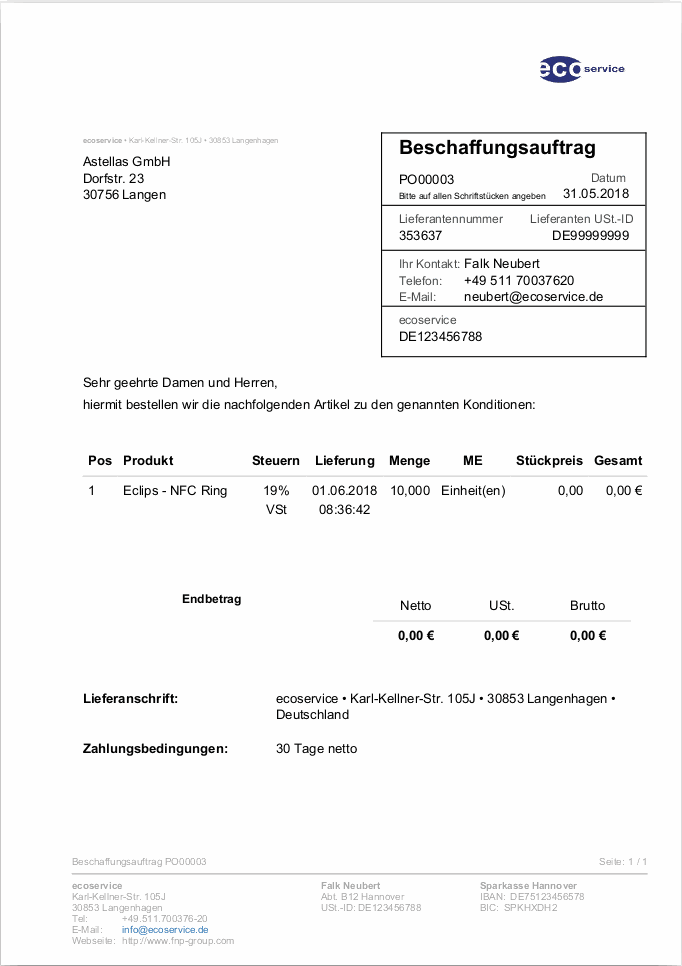 eco service
ecoservice • Karl-Kellner-Str. 105J • 30853 Langenhagen
Astellas GmbH
Dorfstr. 23
30756 Langen
Beschaffungsauftrag
PO00003 Datum
Bitte auf allen Schriftstücken angeben 31.05.2018
Lieferantennummer Lieferanten USt.-ID
353637 DE99999999
Ihr Kontakt: Falk Neubert
Telefon: +49 511 70037620
E-Mail: neubert@ecoservice.de
ecoservice
DE123456788
Sehr geehrte Damen und Herren,
hiermit bestellen wir die nachfolgenden Artikel zu den genannten Konditionen:
Pos Produkt Steuern Lieferung Menge ME Stückpreis Gesamt
1 Eclips - NFC Ring 19% 01.06.2018 10,000 Einheit(en) 0,00 0,00 €
VSt 08:36:42
Endbetrag
Netto USt. Brutto
0,00 € 0,00 € 0,00 €
Lieferanschrift: ecoservice • Karl-Kellner-Str. 105J • 30853 Langenhagen •
Deutschland
Zahlungsbedingungen: 30 Tage netto
Beschaffungsauftrag PO00003 Seite: 1 / 1
ecoservice Falk Neubert Sparkasse Hannover
Karl-Kellner-Str. 105J Abt. B12 Hannover IBAN: DE75123456578
30853 Langenhagen USt.-ID: DE123456788 BIC: SPKHXDH2
Tel: +49.511.700376-20
E-Mail: info@ecoservice.de
Webseite: http://www.fnp-group.com